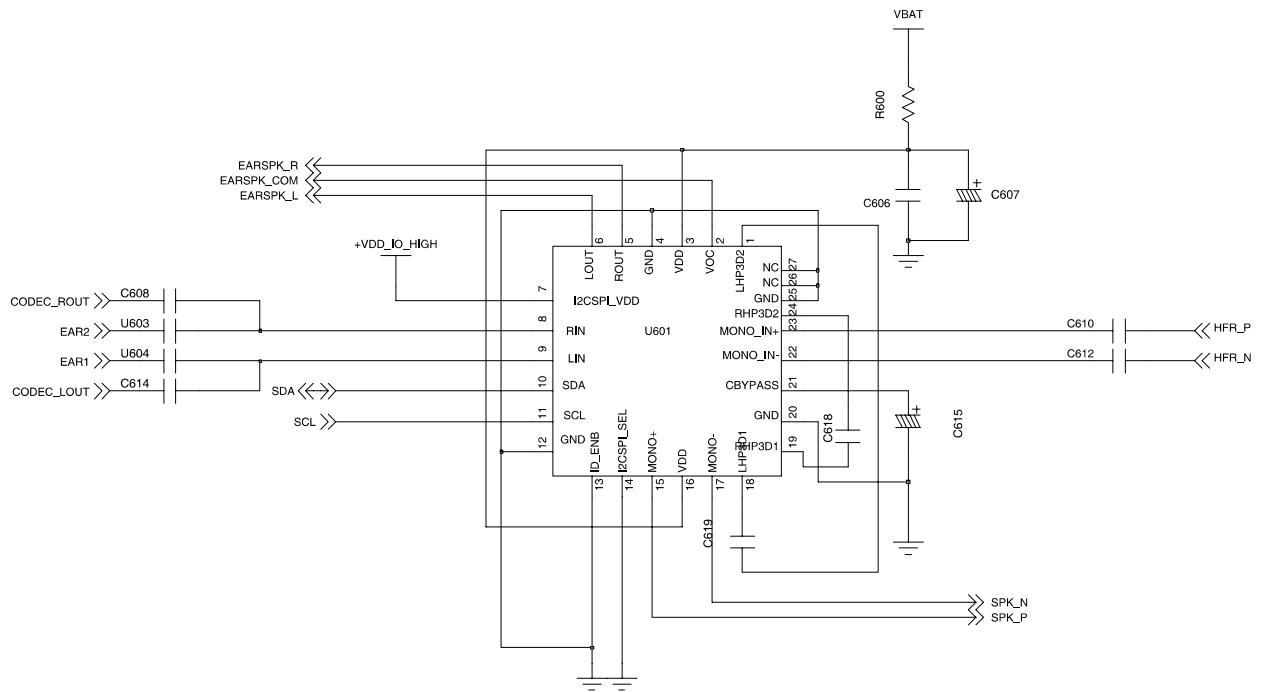 VBAT
R600
EARSPK_R
EARSPK_COM
EARSPK_L
C606
C607
+VDD_IO_HIGH
6 5 4 3 2 1
LOUT ROUT GND VDD VOC LHP3D2
NC 27
NC 26
GND 25
RHP3D2 24
MONO_IN+ 23
MONO_IN- 22
CBYPASS 21
GND 20
RHP3D1 19
7 I2CSPI_VDD
8 RIN
9 LIN
10 SDA
11 SCL
12 GND
U601
CODEC_ROUT C608
EAR2 U603
EAR1 U604
CODEC_LOUT C614
SDA
SCL
C610 HFR_P
C612 HFR_N
C615
C618
ID_ENB I2CSPI_SEL MONO+ VDD MONO- LHP3D1
13 14 15 16 17 18
C619
SPK_N
SPK_P